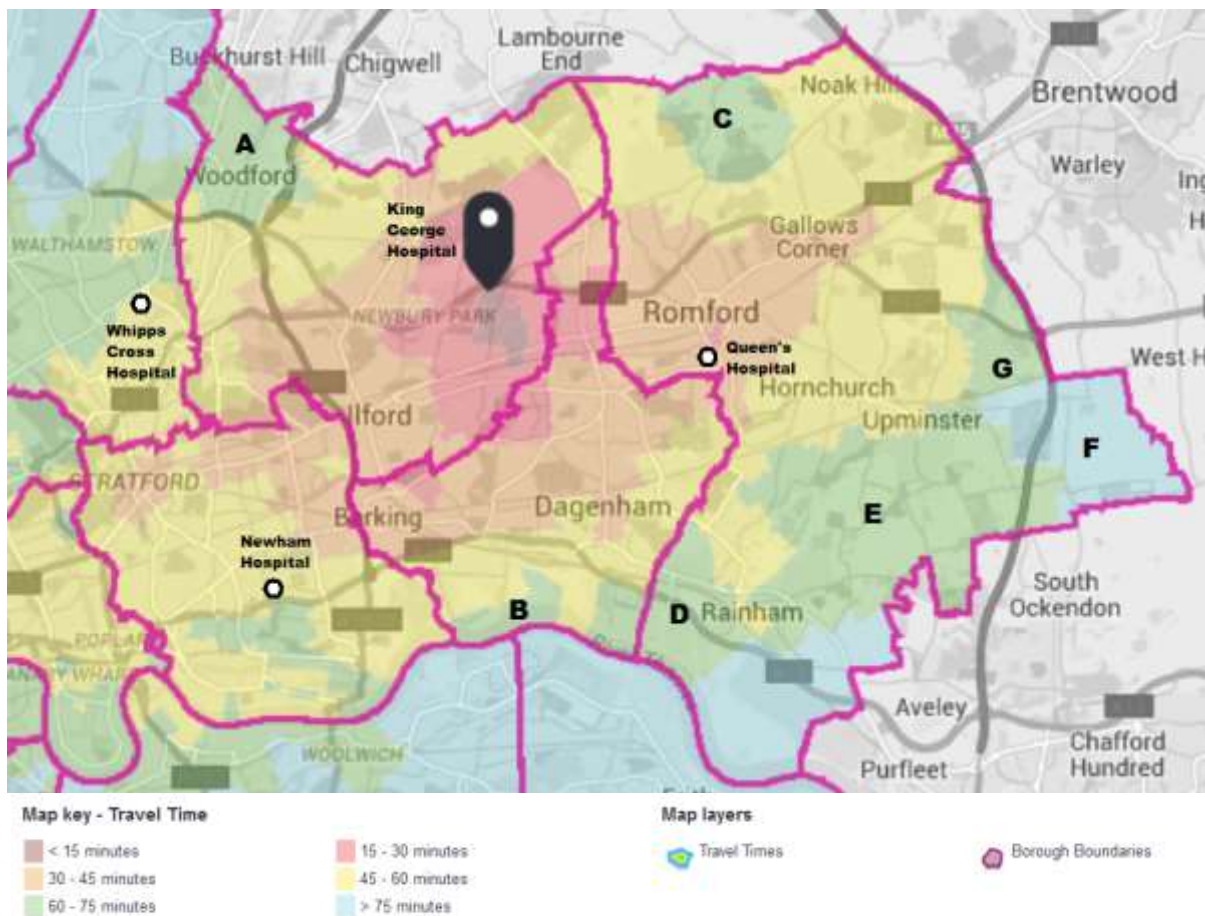 Lambourne
End
Buckhurst Hill
Chigwell
Noak Hill
Brentwood
C
A
Woodford
Warley
King
George
Hospital
Gallows
Corner
WALTHAMSTOW
NEWBURY PARK
Romford
Whipps
Cross
Hospital
Queen's
Hospital
West H
G
Hornchurch
Ilford
Upminster
F
STRATFORD
Dagenham
Barking
E
Newham
Hospital
South
Ockendon
B
D
Rainham
POPLAR
CANARY WHARF
Aveley
WOOLWICH
Chafford
Hundred
Purfleet
Map key - Travel Time
Map layers
< 15 minutes
15 - 30 minutes
Travel Times
Borough Boundaries
30 - 45 minutes
45 - 60 minutes
60 - 75 minutes
> 75 minutes